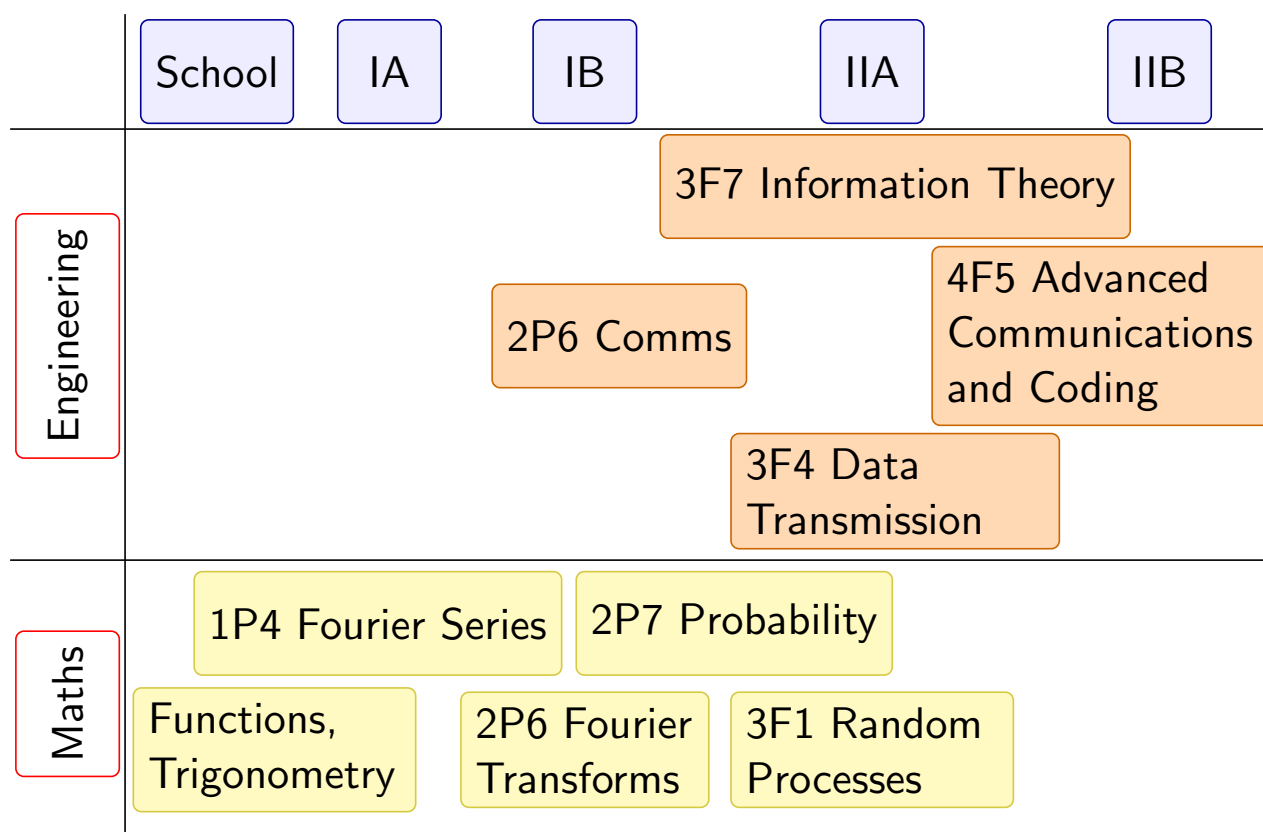 School
IA
IB
IIA
IIB
Engineering
3F7 Information Theory
4F5 Advanced
Communications
and Coding
2P6 Comms
3F4 Data
Transmission
Maths
1P4 Fourier Series
2P7 Probability
Functions,
Trigonometry
2P6 Fourier
Transforms
3F1 Random
Processes